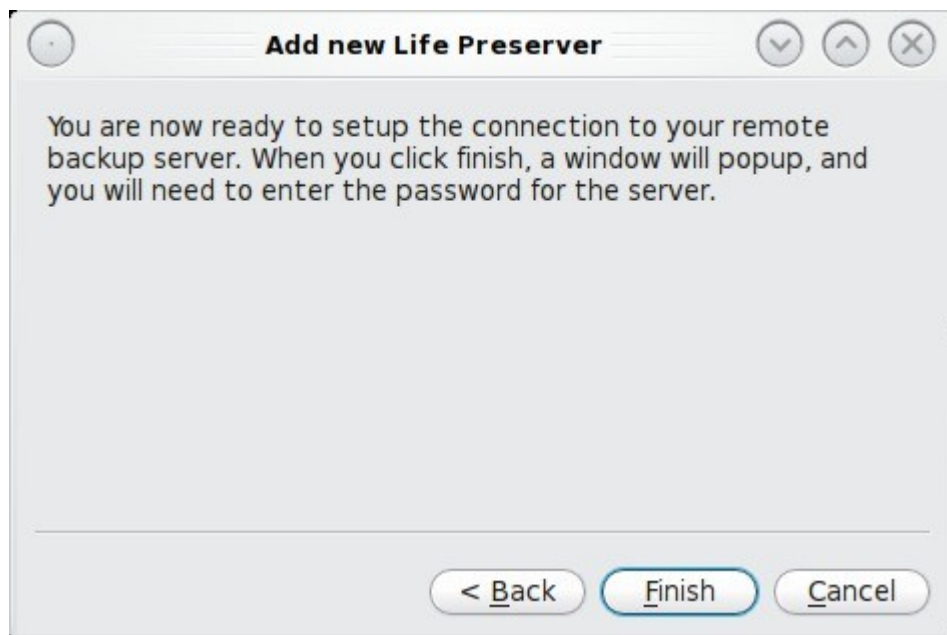 Add new Life Preserver
You are now ready to setup the connection to your remote
backup server. When you click finish, a window will popup, and
you will need to enter the password for the server.
< Back
Finish
Cancel